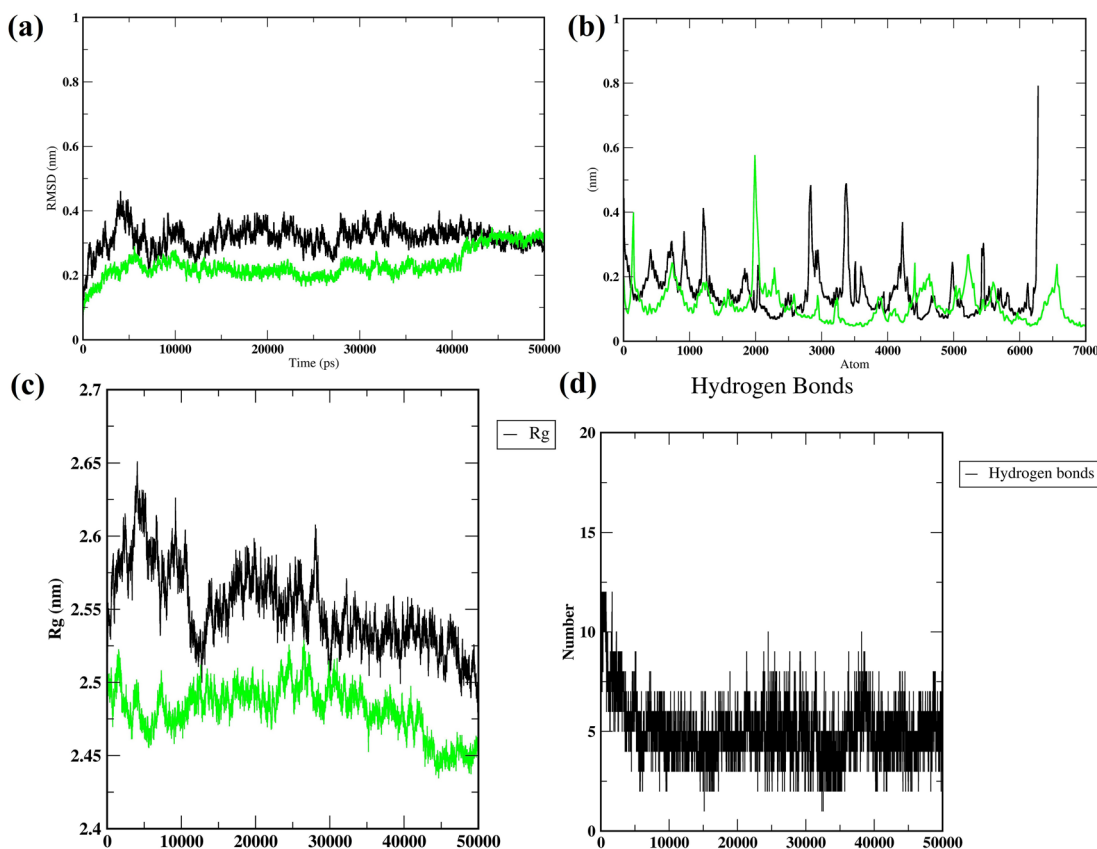 (a)
1
0.8
0.6
0.4
0.2
0
RMSD (nm)
0 10000 20000 30000 40000 50000
Time (ps)
(b)
1
0.8
0.6
0.4
0.2
0
(nm)
0 1000 2000 3000 4000 5000 6000 7000
Atom
(c)
2.7
2.65
2.6
2.55
2.5
2.45
2.4
Rg (nm)
Rg
0 10000 20000 30000 40000 50000
(d)
Hydrogen Bonds
20
15
10
5
0
Number
Hydrogen bonds
0 10000 20000 30000 40000 50000